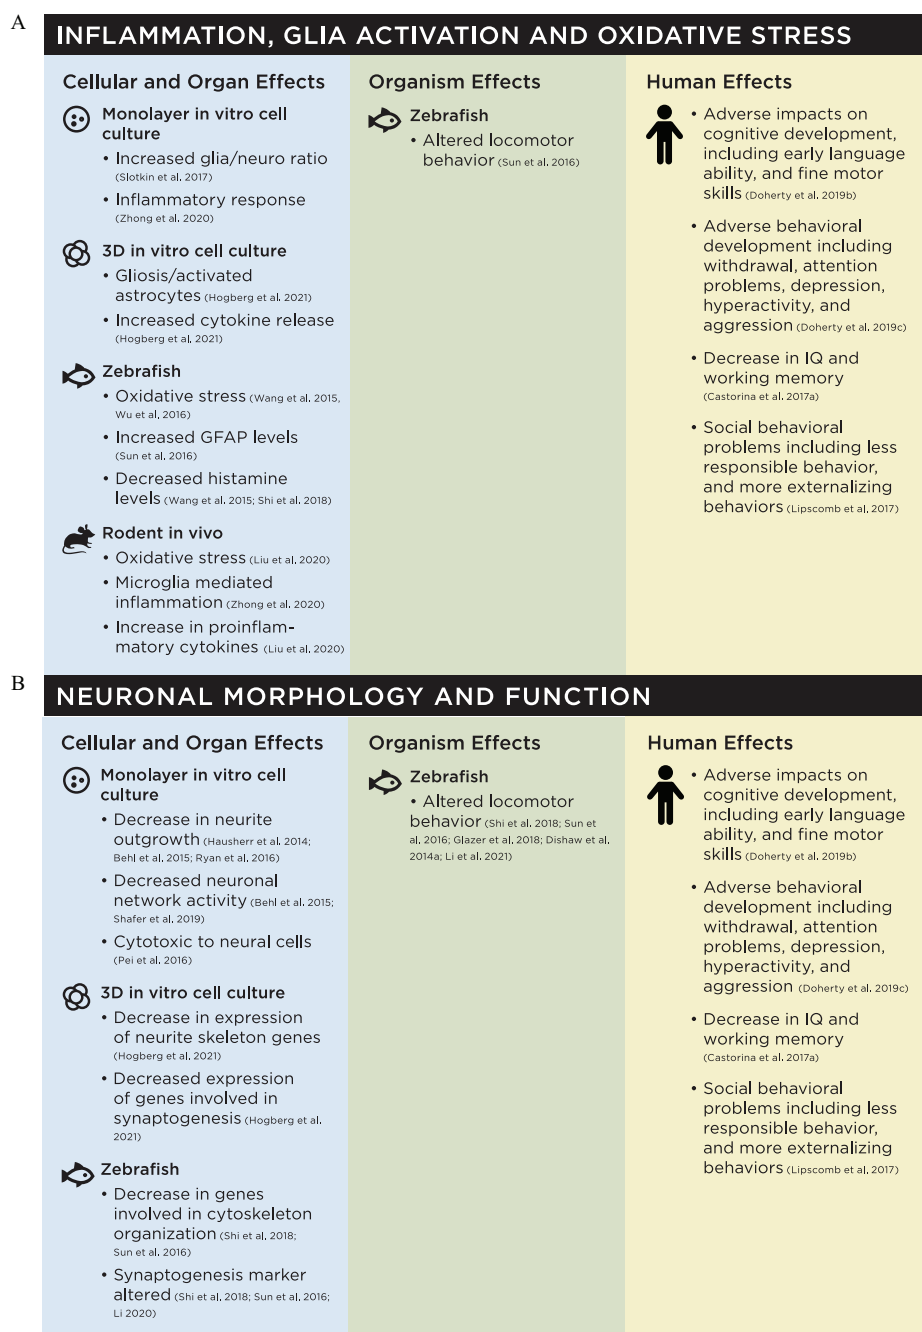 A
INFLAMMATION, GLIA ACTIVATION AND OXIDATIVE STRESS
Cellular and Organ Effects
Monolayer in vitro cell
culture
• Increased glia/neuro ratio
(Slotkin et al. 2017)
• Inflammatory response
(Zhong et al. 2020)
3D in vitro cell culture
• Gliosis/activated
astrocytes (Hogberg et al. 2021)
• Increased cytokine release
(Hogberg et al. 2021)
Zebrafish
• Oxidative stress (Wang et al. 2015,
Wu et al. 2016)
• Increased GFAP levels
(Sun et al. 2016)
• Decreased histamine
levels (Wang et al. 2015; Shi et al. 2018)
Rodent in vivo
• Oxidative stress (Liu et al. 2020)
• Microglia mediated
inflammation (Zhong et al. 2020)
• Increase in proinflam-
matory cytokines (Liu et al. 2020)
Organism Effects
Zebrafish
• Altered locomotor
behavior (Sun et al. 2016)
Human Effects
• Adverse impacts on
cognitive development,
including early language
ability, and fine motor
skills (Doherty et al. 2019b)
• Adverse behavioral
development including
withdrawal, attention
problems, depression,
hyperactivity, and
aggression (Doherty et al. 2019c)
• Decrease in IQ and
working memory
(Castorina et al. 2017a)
• Social behavioral
problems including less
responsible behavior,
and more externalizing
behaviors (Lipscomb et al. 2017)
B
NEURONAL MORPHOLOGY AND FUNCTION
Cellular and Organ Effects
Monolayer in vitro cell
culture
• Decrease in neurite
outgrowth (Hausherr et al. 2014;
Behl et al. 2015; Ryan et al. 2016)
• Decreased neuronal
network activity (Behl et al. 2015;
Shafer et al. 2019)
• Cytotoxic to neural cells
(Pei et al. 2016)
3D in vitro cell culture
• Decrease in expression
of neurite skeleton genes
(Hogberg et al. 2021)
• Decreased expression
of genes involved in
synaptogenesis (Hogberg et al.
2021)
Zebrafish
• Decrease in genes
involved in cytoskeleton
organization (Shi et al. 2018;
Sun et al. 2016)
• Synaptogenesis marker
altered (Shi et al. 2018; Sun et al. 2016;
Li 2020)
Organism Effects
Zebrafish
• Altered locomotor
behavior (Shi et al. 2018; Sun et
al. 2016; Glazer et al. 2018; Dishaw et al.
2014a; Li et al. 2021)
Human Effects
• Adverse impacts on
cognitive development,
including early language
ability, and fine motor
skills (Doherty et al. 2019b)
• Adverse behavioral
development including
withdrawal, attention
problems, depression,
hyperactivity, and
aggression (Doherty et al. 2019c)
• Decrease in IQ and
working memory
(Castorina et al. 2017a)
• Social behavioral
problems including less
responsible behavior,
and more externalizing
behaviors (Lipscomb et al. 2017)